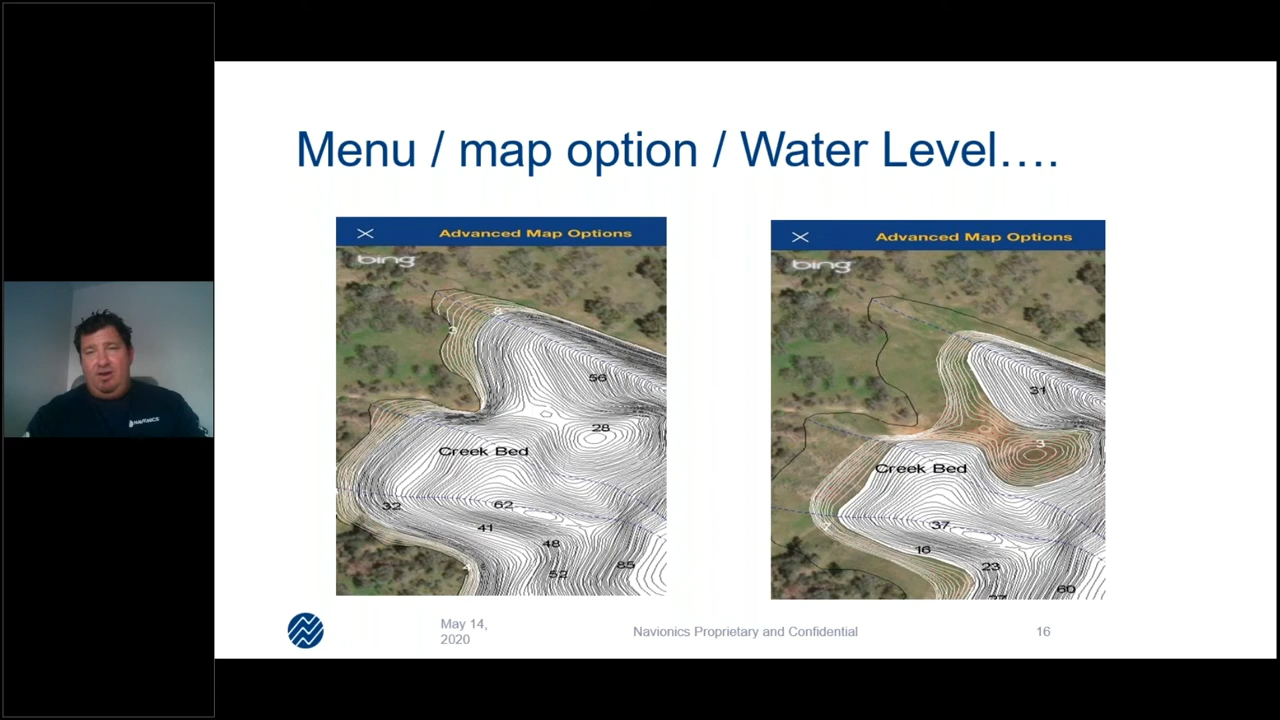 Menu / map option / Water Level….
Advanced Map Options
bing
3
56
28
Creek Bed
32
62
41
48
52
85
Advanced Map Options
bing
31
3
Creek Bed
37
16
23
60
NAVIONICS
May 14,
2020
Navionics Proprietary and Confidential
16